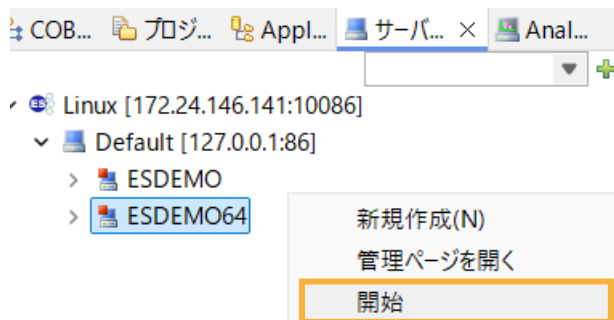 COB... プロジ... Appl... サーバ... × Anal...
Linux [172.24.146.141:10086]
Default [127.0.0.1:86]
ESDEMO
ESDEMO64
新規作成(N)
管理ページを開く
開始